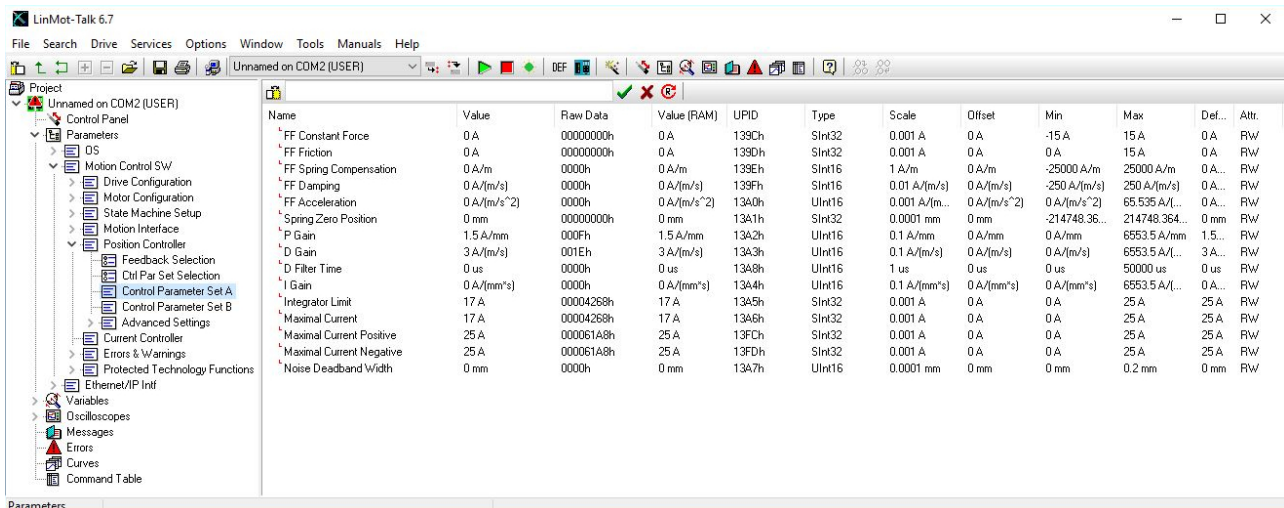 LinMot-Talk 6.7
File Search Drive Services Options Window Tools Manuals Help
Unnamed on COM2 (USER) DEF
Project
Unnamed on COM2 (USER)
Control Panel
Parameters
OS
Motion Control SW
Drive Configuration
Motor Configuration
State Machine Setup
Motion Interface
Position Controller
Feedback Selection
Ctrl Par Set Selection
Control Parameter Set A
Control Parameter Set B
Advanced Settings
Current Controller
Errors & Warnings
Protected Technology Functions
Ethernet/IP Intf
Variables
Oscilloscopes
Messages
Errors
Curves
Command Table
Name Value Raw Data Value (RAM) UPID Type Scale Offset Min Max Def... Attr.
FF Constant Force 0 A 00000000h 0 A 139Ch SInt32 0.001 A 0 A -15 A 15 A 0 A RW
FF Friction 0 A 00000000h 0 A 139Dh SInt32 0.001 A 0 A 0 A 15 A 0 A RW
FF Spring Compensation 0 A/m 0000h 0 A/m 139Eh SInt16 1 A/m 0 A/m -25000 A/m 25000 A/m 0 A... RW
FF Damping 0 A/(m/s) 0000h 0 A/(m/s) 139Fh SInt16 0.01 A/(m/s) 0 A/(m/s) -250 A/(m/s) 250 A/(m/s) 0 A... RW
FF Acceleration 0 A/(m/s^2) 0000h 0 A/(m/s^2) 13A0h UInt16 0.001 A/(m... 0 A/(m/s^2) 0 A/(m/s^2) 65.535 A/(... 0 A... RW
Spring Zero Position 0 mm 00000000h 0 mm 13A1h SInt32 0.0001 mm 0 mm -214748.36... 214748.364... 0 mm RW
P Gain 1.5 A/mm 000Fh 1.5 A/mm 13A2h UInt16 0.1 A/mm 0 A/mm 0 A/mm 6553.5 A/mm 1.5... RW
D Gain 3 A/(m/s) 001Eh 3 A/(m/s) 13A3h UInt16 0.1 A/(m/s) 0 A/(m/s) 0 A/(m/s) 6553.5 A/(... 3 A... RW
D Filter Time 0 us 0000h 0 us 13A8h UInt16 1 us 0 us 0 us 50000 us 0 us RW
I Gain 0 A/(mm*s) 0000h 0 A/(mm*s) 13A4h UInt16 0.1 A/(mm*s) 0 A/(mm*s) 0 A/(mm*s) 6553.5 A/(... 0 A... RW
Integrator Limit 17 A 00004268h 17 A 13A5h SInt32 0.001 A 0 A 0 A 25 A 25 A RW
Maximal Current 17 A 00004268h 17 A 13A6h SInt32 0.001 A 0 A 0 A 25 A 25 A RW
Maximal Current Positive 25 A 000061A8h 25 A 13FCh SInt32 0.001 A 0 A 0 A 25 A 25 A RW
Maximal Current Negative 25 A 000061A8h 25 A 13FDh SInt32 0.001 A 0 A 0 A 25 A 25 A RW
Noise Deadband Width 0 mm 0000h 0 mm 13A7h UInt16 0.0001 mm 0 mm 0 mm 0.2 mm 0 mm RW
Parameters